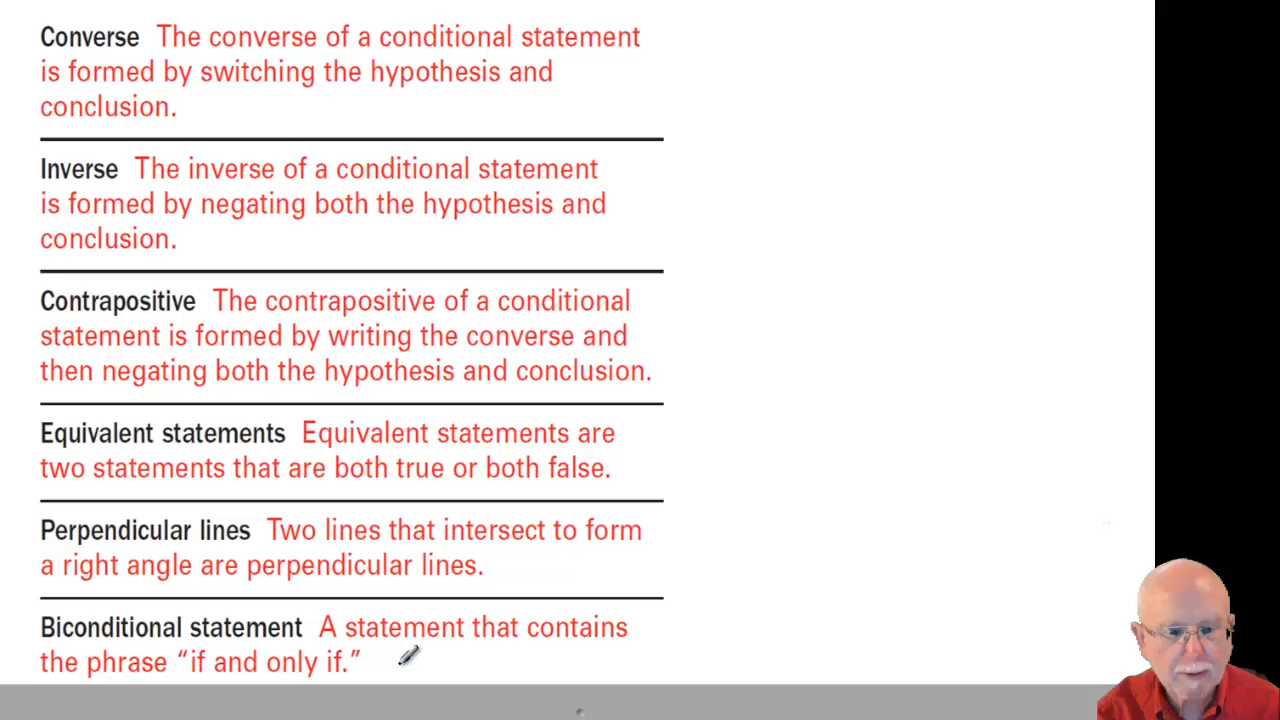 Converse The converse of a conditional statement
is formed by switching the hypothesis and
conclusion.
Inverse The inverse of a conditional statement
is formed by negating both the hypothesis and
conclusion.
Contrapositive The contrapositive of a conditional
statement is formed by writing the converse and
then negating both the hypothesis and conclusion.
Equivalent statements Equivalent statements are
two statements that are both true or both false.
Perpendicular lines Two lines that intersect to form
a right angle are perpendicular lines.
Biconditional statement A statement that contains
the phrase “if and only if.”